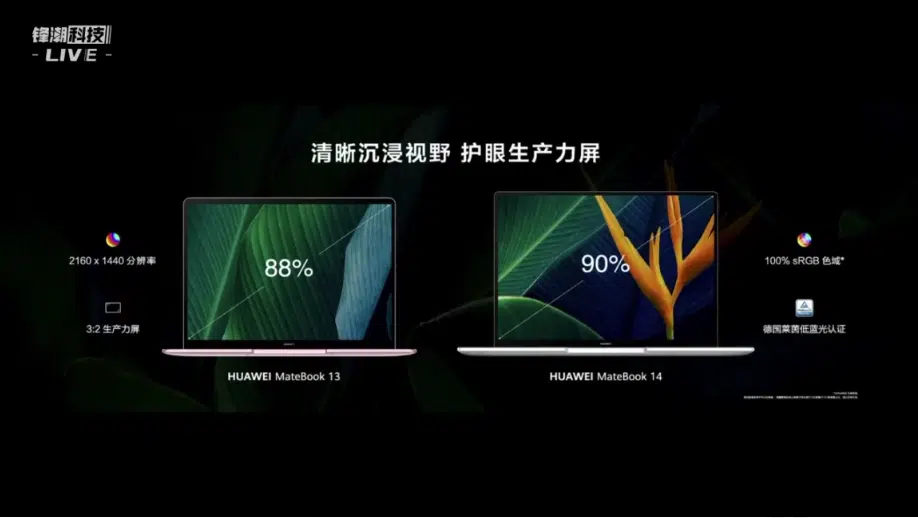 锋潮科技
- LIVE -
清晰沉浸视野 护眼生产力屏
2160 x 1440 分辨率
3:2 生产力屏
88%
90%
100% sRGB 色域*
德国莱茵低蓝光认证
HUAWEI MateBook 13
HUAWEI MateBook 14